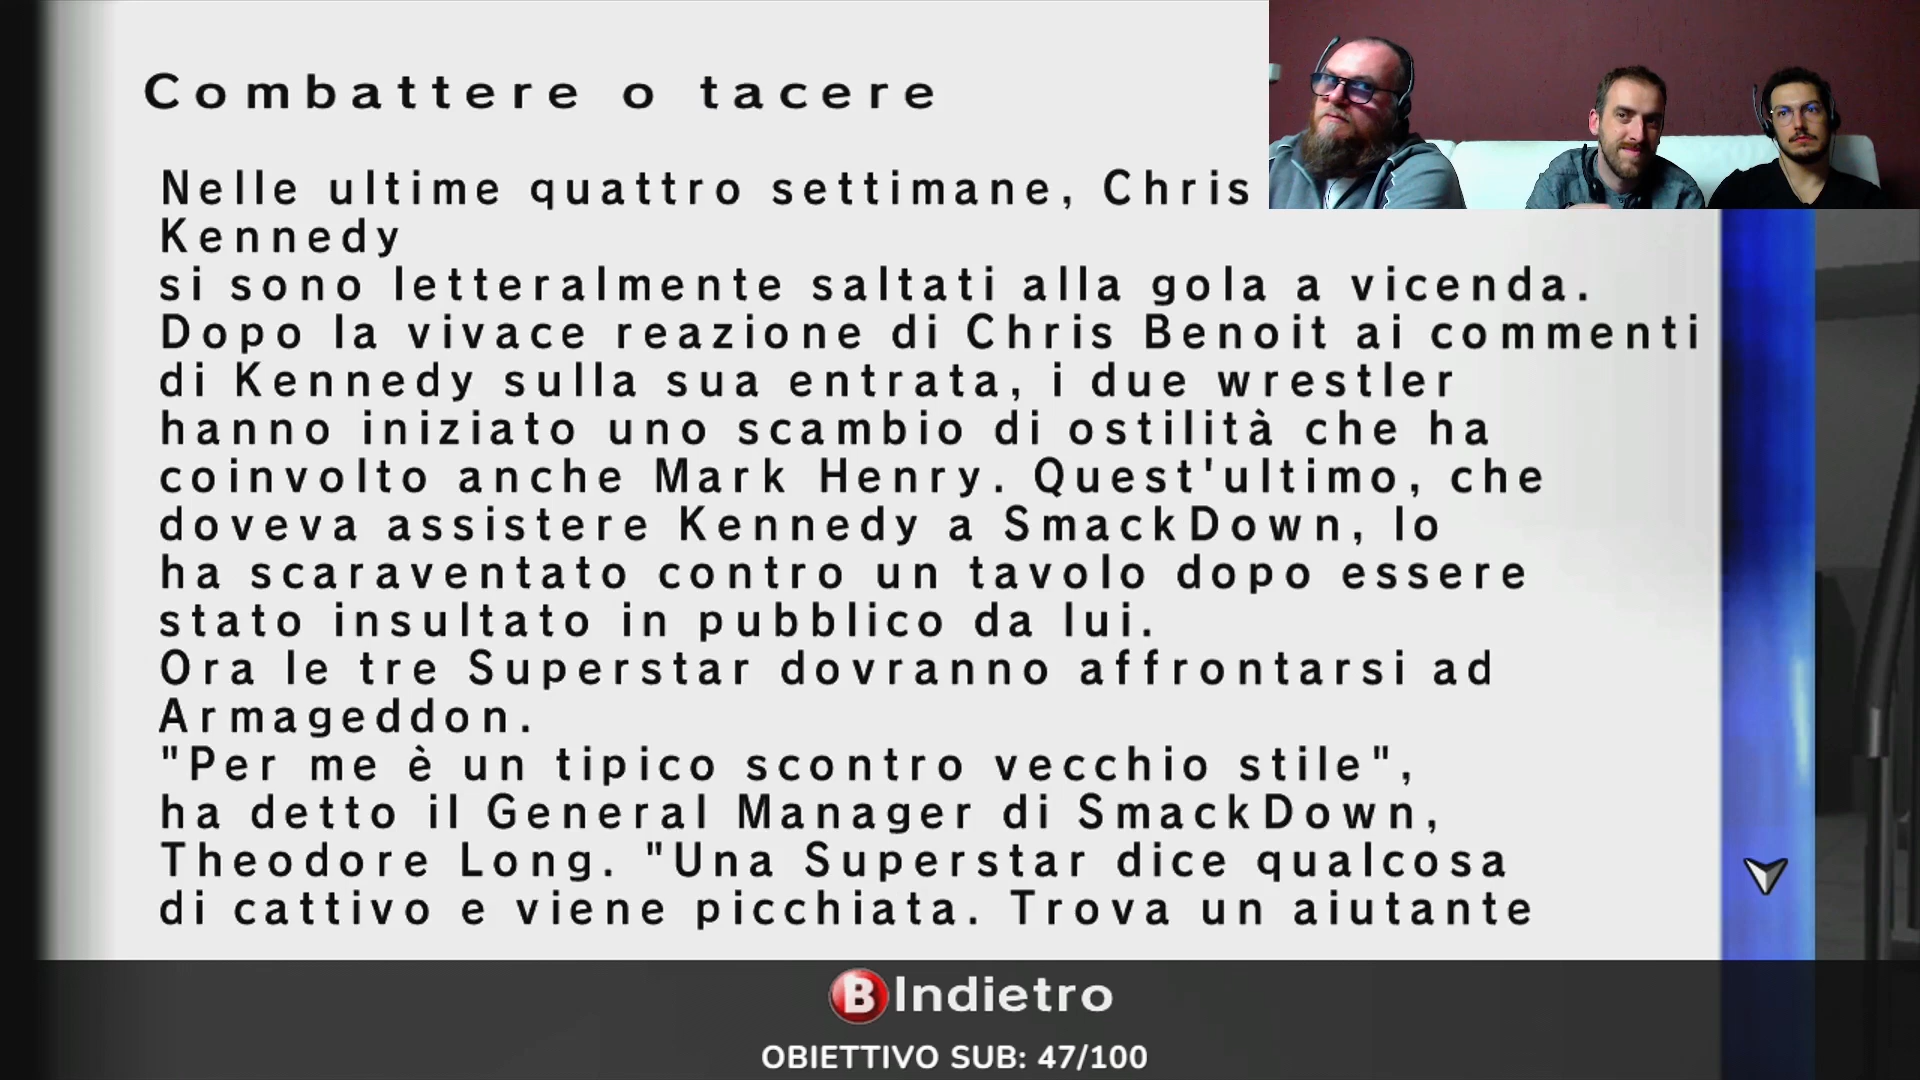 Combattere o tacere
Nelle ultime quattro settimane, Chris
Kennedy
si sono letteralmente saltati alla gola a vicenda.
Dopo la vivace reazione di Chris Benoit ai commenti
di Kennedy sulla sua entrata, i due wrestler
hanno iniziato uno scambio di ostilità che ha
coinvolto anche Mark Henry. Quest'ultimo, che
doveva assistere Kennedy a SmackDown, lo
ha scaraventato contro un tavolo dopo essere
stato insultato in pubblico da lui.
Ora le tre Superstar dovranno affrontarsi ad
Armageddon.
"Per me è un tipico scontro vecchio stile",
ha detto il General Manager di SmackDown,
Theodore Long. "Una Superstar dice qualcosa
di cattivo e viene picchiata. Trova un aiutante
B Indietro
OBIETTIVO SUB: 47/100